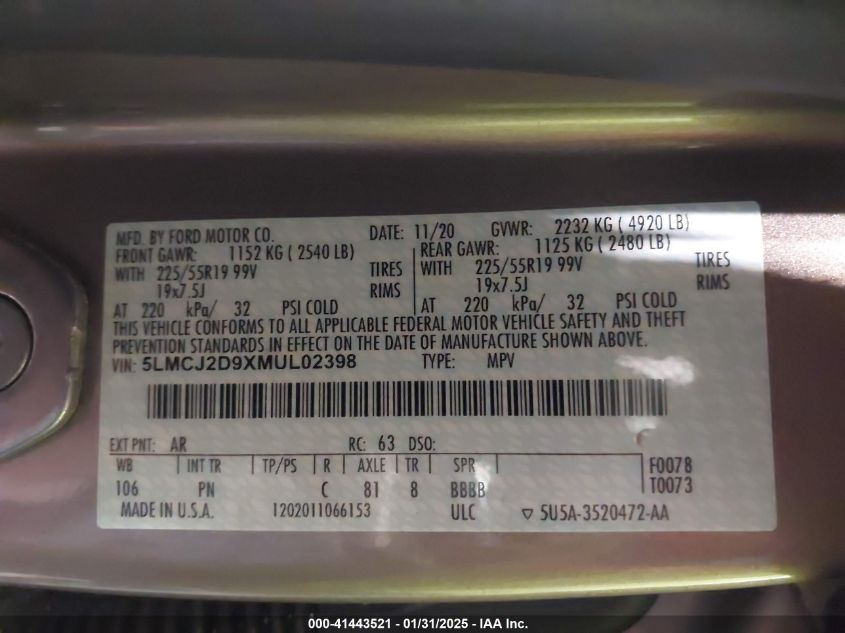 MFD. BY FORD MOTOR CO. DATE: 11/20 GVWR: 2232 KG ( 4920 LB)
FRONT GAWR: 1152 KG ( 2540 LB) REAR GAWR: 1125 KG ( 2480 LB)
WITH 225/55R19 99V TIRES WITH 225/55R19 99V TIRES
19x7.5J RIMS 19x7.5J RIMS
AT 220 kPa/ 32 PSI COLD AT 220 kPa/ 32 PSI COLD
THIS VEHICLE CONFORMS TO ALL APPLICABLE FEDERAL MOTOR VEHICLE SAFETY AND THEFT
PREVENTION STANDARDS IN EFFECT ON THE DATE OF MANUFACTURE SHOWN ABOVE.
VIN: 5LMCJ2D9XMUL02398 TYPE: MPV
EXT PNT: AR RC: 63 DSO:
WB INT TR TP/PS R AXLE TR SPR F0078
106 PN C 81 8 BBBB T0073
MADE IN U.S.A. 1202011066153 ULC ▽ 5U5A-3520472-AA
000-41443521 - 01/31/2025 - IAA Inc.